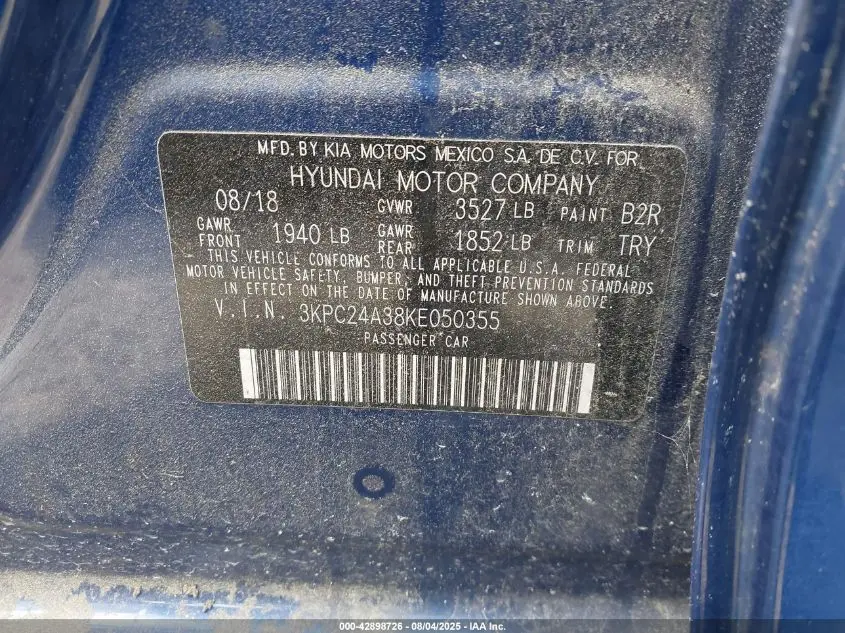 MFD. BY KIA MOTORS MEXICO S.A. DE C.V. FOR
HYUNDAI MOTOR COMPANY
08/18 GVWR 3527 LB PAINT B2R
GAWR FRONT 1940 LB GAWR REAR 1852 LB TRIM TRY
THIS VEHICLE CONFORMS TO ALL APPLICABLE U.S.A. FEDERAL
MOTOR VEHICLE SAFETY, BUMPER, AND THEFT PREVENTION STANDARDS
IN EFFECT ON THE DATE OF MANUFACTURE SHOWN ABOVE.
V.I.N. 3KPC24A38KE050355
PASSENGER CAR
000-42898726 - 08/04/2025 - IAA Inc.